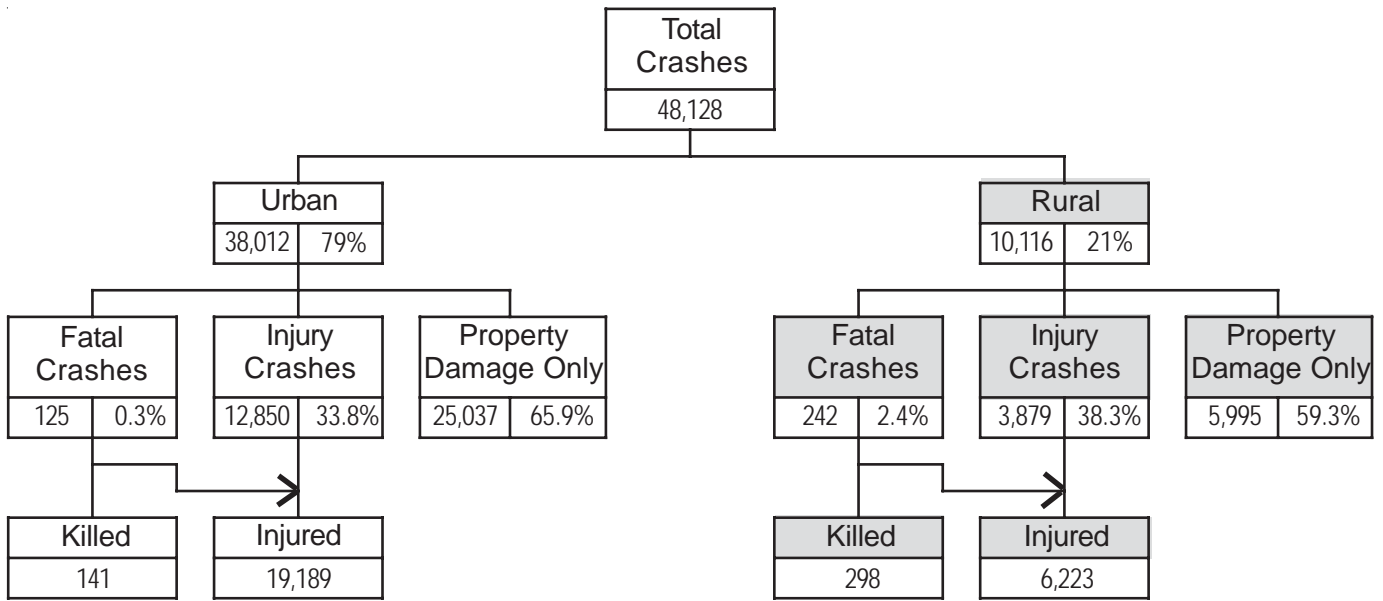 Total
Crashes
48,128
Urban
38,012 79%
Rural
10,116 21%
Fatal
Crashes
125 0.3%
Injury
Crashes
12,850 33.8%
Property
Damage Only
25,037 65.9%
Fatal
Crashes
242 2.4%
Injury
Crashes
3,879 38.3%
Property
Damage Only
5,995 59.3%
Killed
141
Injured
19,189
Killed
298
Injured
6,223